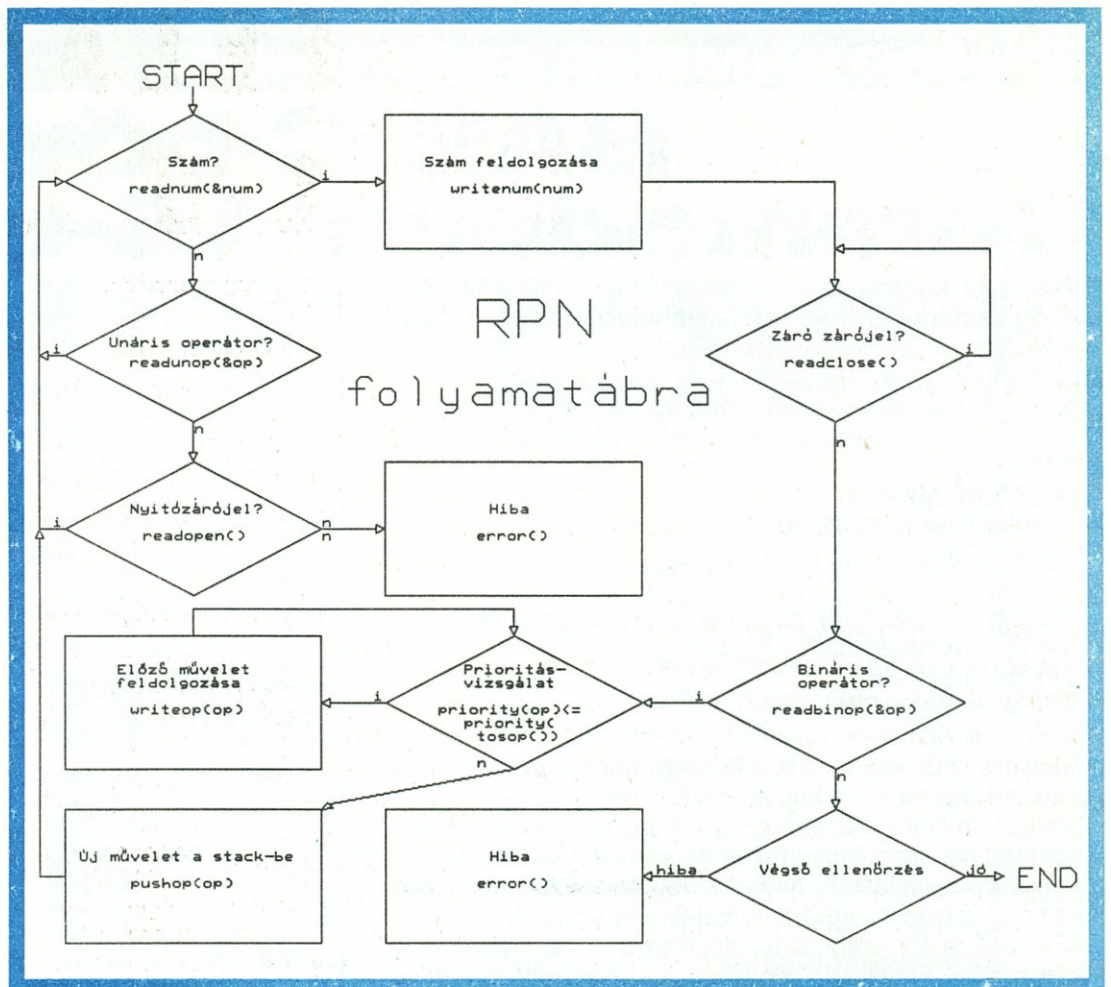 START
Szám?
readnum(&num)
i
n
Szám feldolgozása
writenum(num)
Unáris operátor?
readunop(&op)
i
n
RPN
folyamatábra
Záró zárójel?
readclose()
i
n
Nyitózárójel?
readopen()
i
n
n
Hiba
error()
Előző művelet
feldolgozása
writeop(op)
Prioritás-
vizsgálat
priority(op)<=
priority(
tosop())
i
n
Bináris
operátor?
readbinop(&op)
i
n
Új művelet a stack-be
pushop(op)
Hiba
error()
hiba
Végső ellenőrzés
jó
END